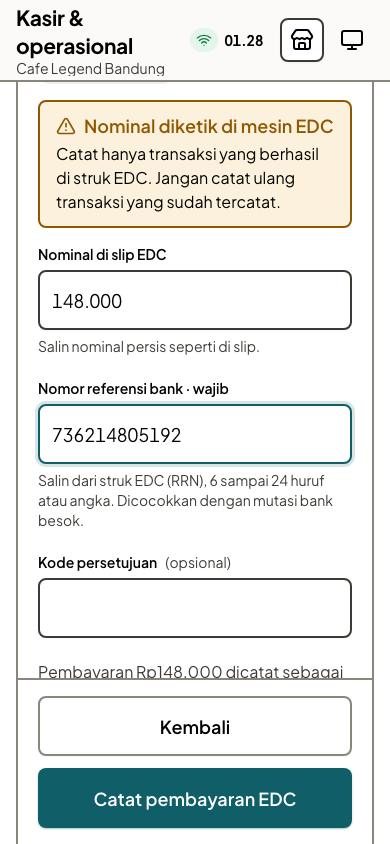 Kasir &
operasional
Cafe Legend Bandung
01.28
Nominal diketik di mesin EDC
Catat hanya transaksi yang berhasil
di struk EDC. Jangan catat ulang
transaksi yang sudah tercatat.
Nominal di slip EDC
148.000
Salin nominal persis seperti di slip.
Nomor referensi bank · wajib
736214805192
Salin dari struk EDC (RRN), 6 sampai 24 huruf
atau angka. Dicocokkan dengan mutasi bank
besok.
Kode persetujuan (opsional)
Pembayaran Rp148.000 dicatat sebagai
Kembali
Catat pembayaran EDC